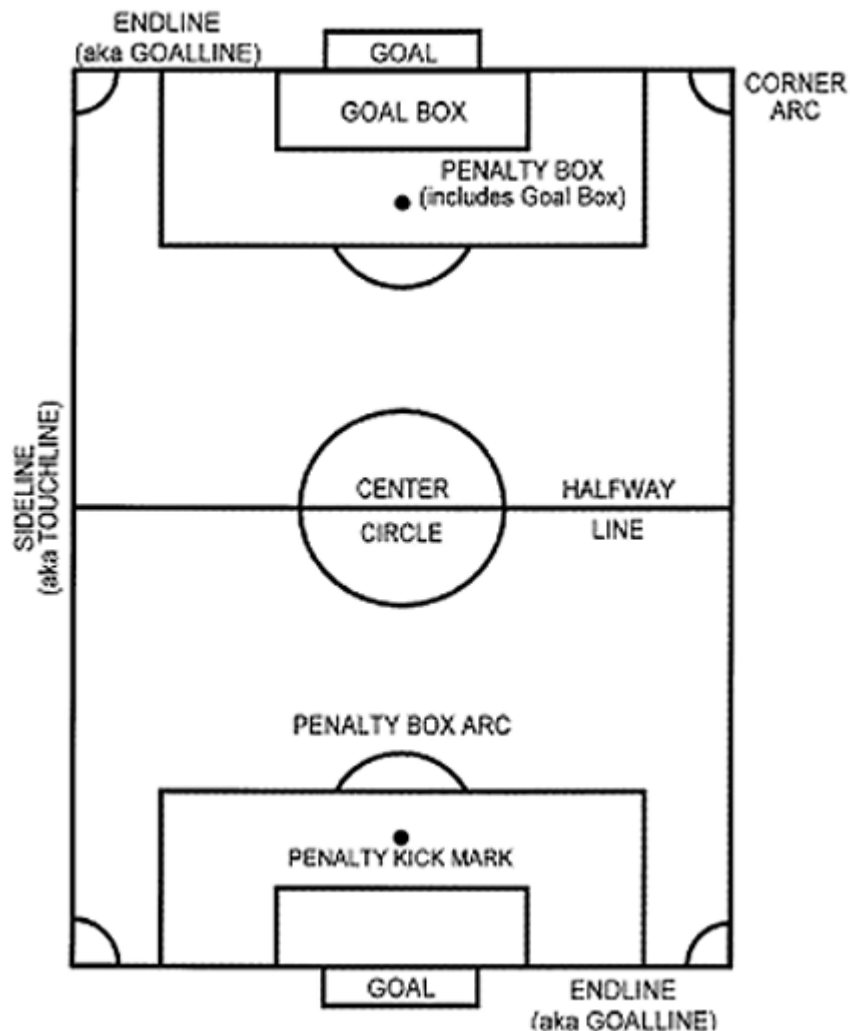 ENDLINE
(aka GOALLINE)
GOAL
CORNER
ARC
GOAL BOX
PENALTY BOX
(includes Goal Box)
SIDELINE
(aka TOUCHLINE)
CENTER
CIRCLE
HALFWAY
LINE
PENALTY BOX ARC
PENALTY KICK MARK
GOAL
ENDLINE
(aka GOALLINE)